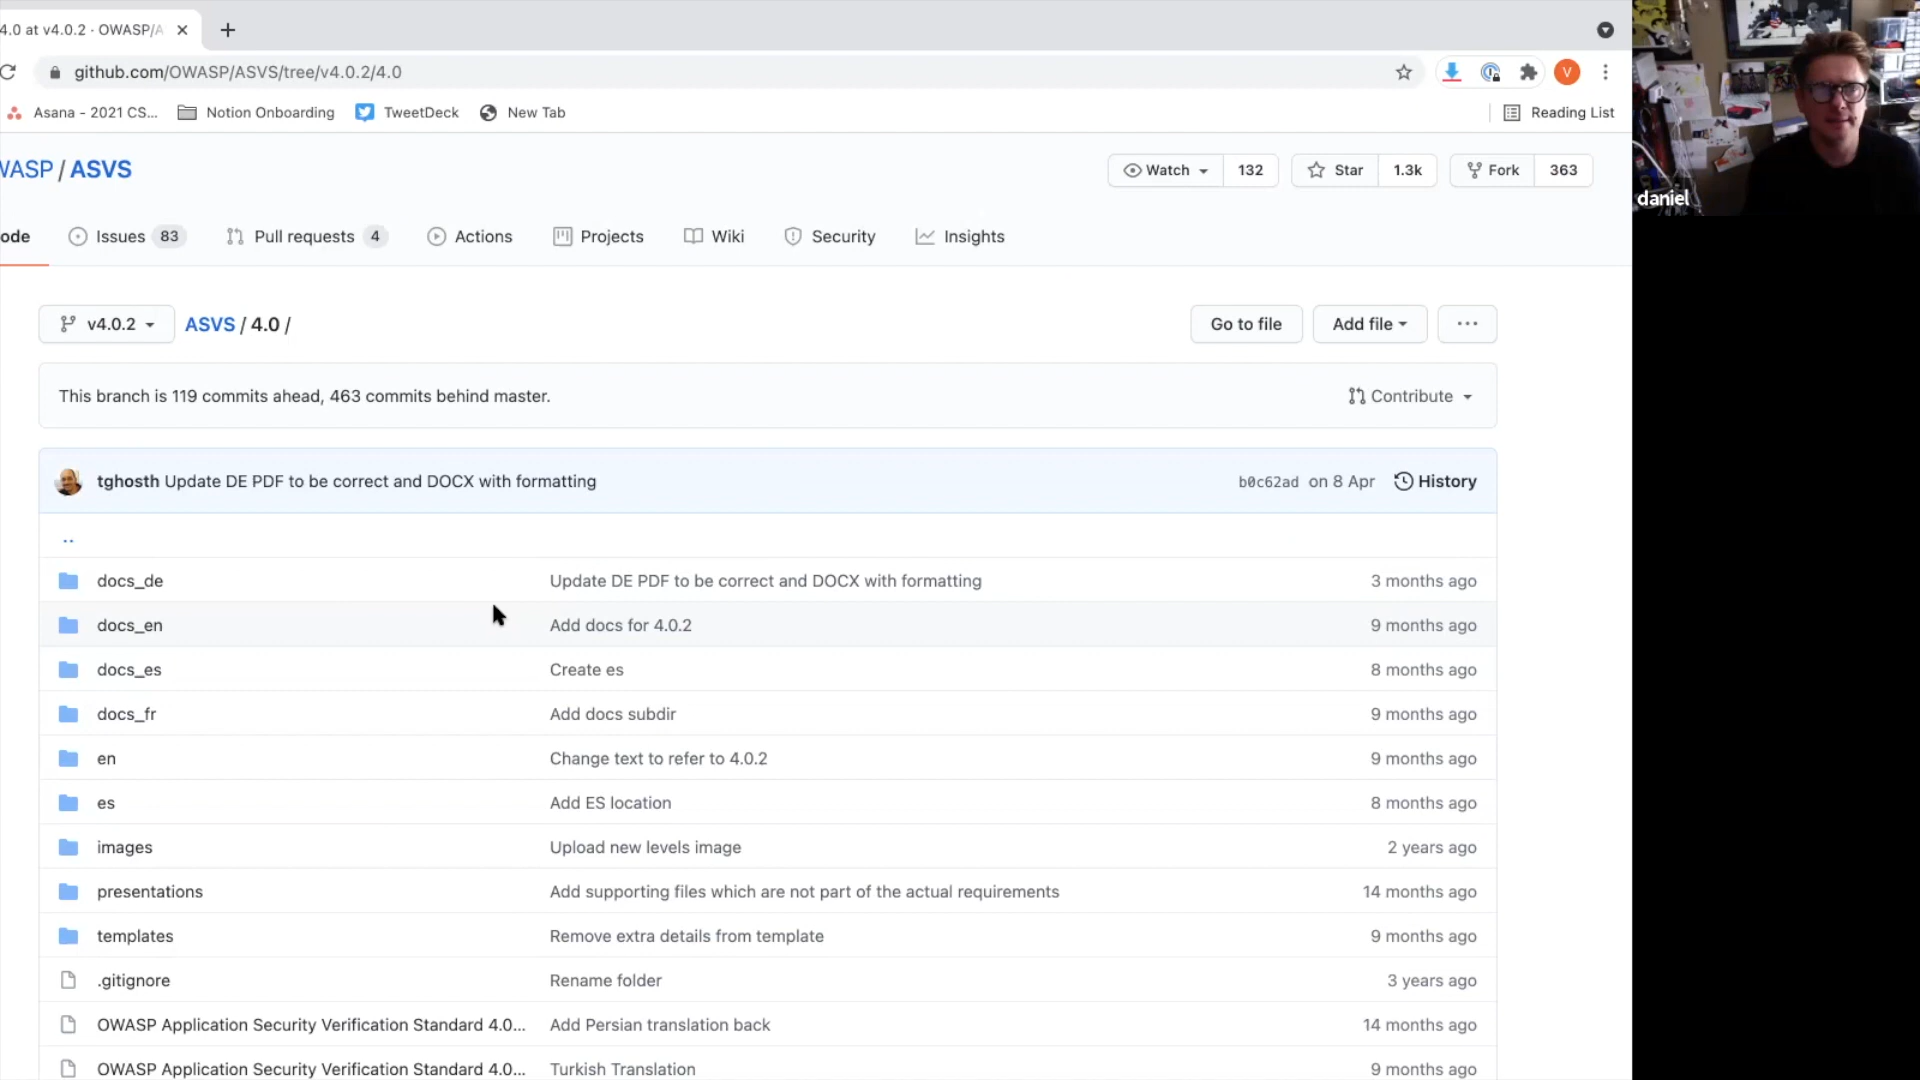 4.0 at v4.0.2 · OWASP/A
github.com/OWASP/ASVS/tree/v4.0.2/4.0
V
Asana - 2021 CS... Notion Onboarding TweetDeck New Tab Reading List
WASP / ASVS
Watch 132 Star 1.3k Fork 363
daniel
ode Issues 83 Pull requests 4 Actions Projects Wiki Security Insights
v4.0.2 ASVS / 4.0 / Go to file Add file ...
This branch is 119 commits ahead, 463 commits behind master. Contribute
tghosth Update DE PDF to be correct and DOCX with formatting b0c62ad on 8 Apr History
..
docs_de Update DE PDF to be correct and DOCX with formatting 3 months ago
docs_en Add docs for 4.0.2 9 months ago
docs_es Create es 8 months ago
docs_fr Add docs subdir 9 months ago
en Change text to refer to 4.0.2 9 months ago
es Add ES location 8 months ago
images Upload new levels image 2 years ago
presentations Add supporting files which are not part of the actual requirements 14 months ago
templates Remove extra details from template 9 months ago
.gitignore Rename folder 3 years ago
OWASP Application Security Verification Standard 4.0... Add Persian translation back 14 months ago
OWASP Application Security Verification Standard 4.0... Turkish Translation 9 months ago